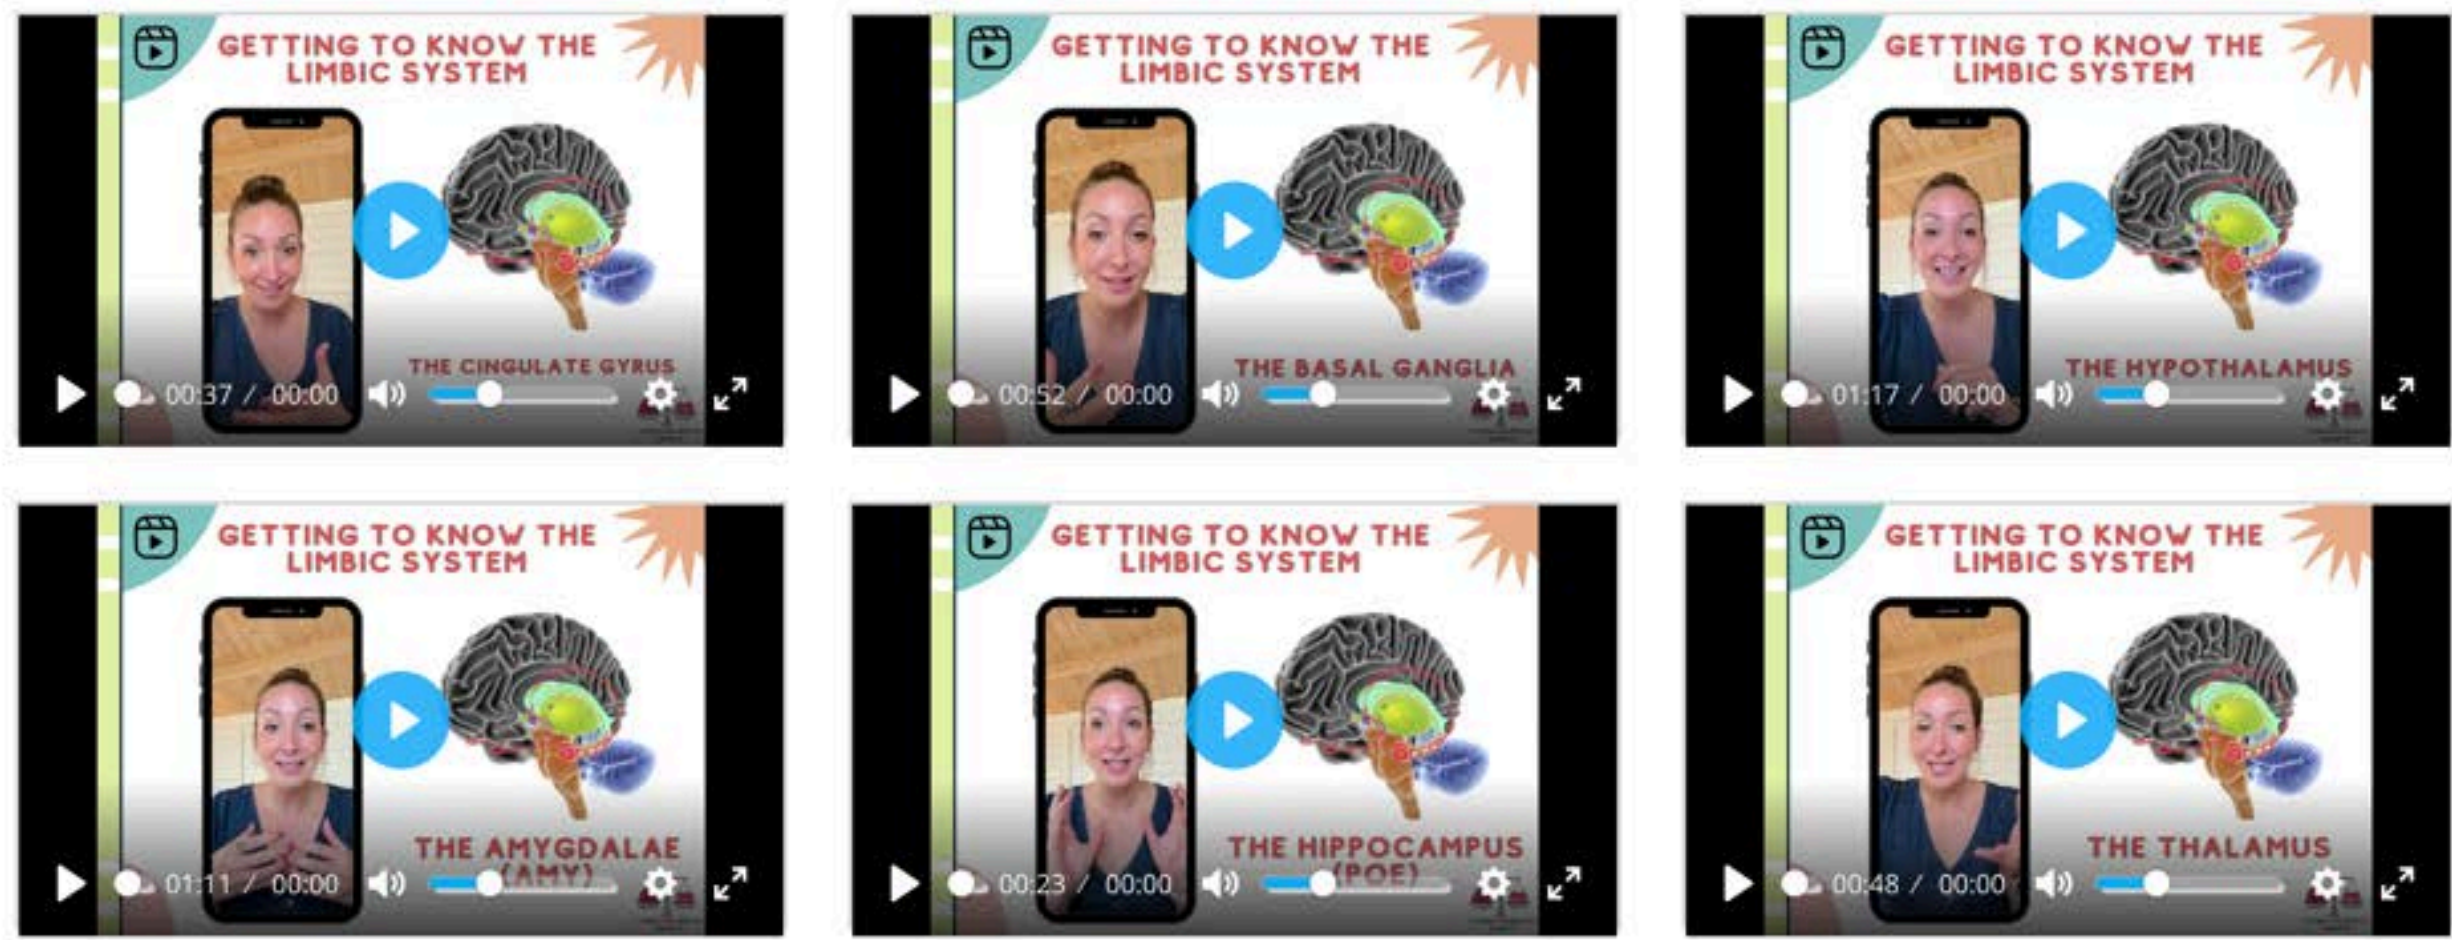 GETTING TO KNOW THE
LIMBIC SYSTEM
THE CINGULATE GYRUS
00:37 / 00:00
GETTING TO KNOW THE
LIMBIC SYSTEM
THE BASAL GANGLIA
00:52 / 00:00
GETTING TO KNOW THE
LIMBIC SYSTEM
THE HYPOTHALAMUS
01:17 / 00:00
GETTING TO KNOW THE
LIMBIC SYSTEM
THE AMYGDALAE
(AMY)
01:11 / 00:00
GETTING TO KNOW THE
LIMBIC SYSTEM
THE HIPPOCAMPUS
(POE)
00:23 / 00:00
GETTING TO KNOW THE
LIMBIC SYSTEM
THE THALAMUS
00:48 / 00:00